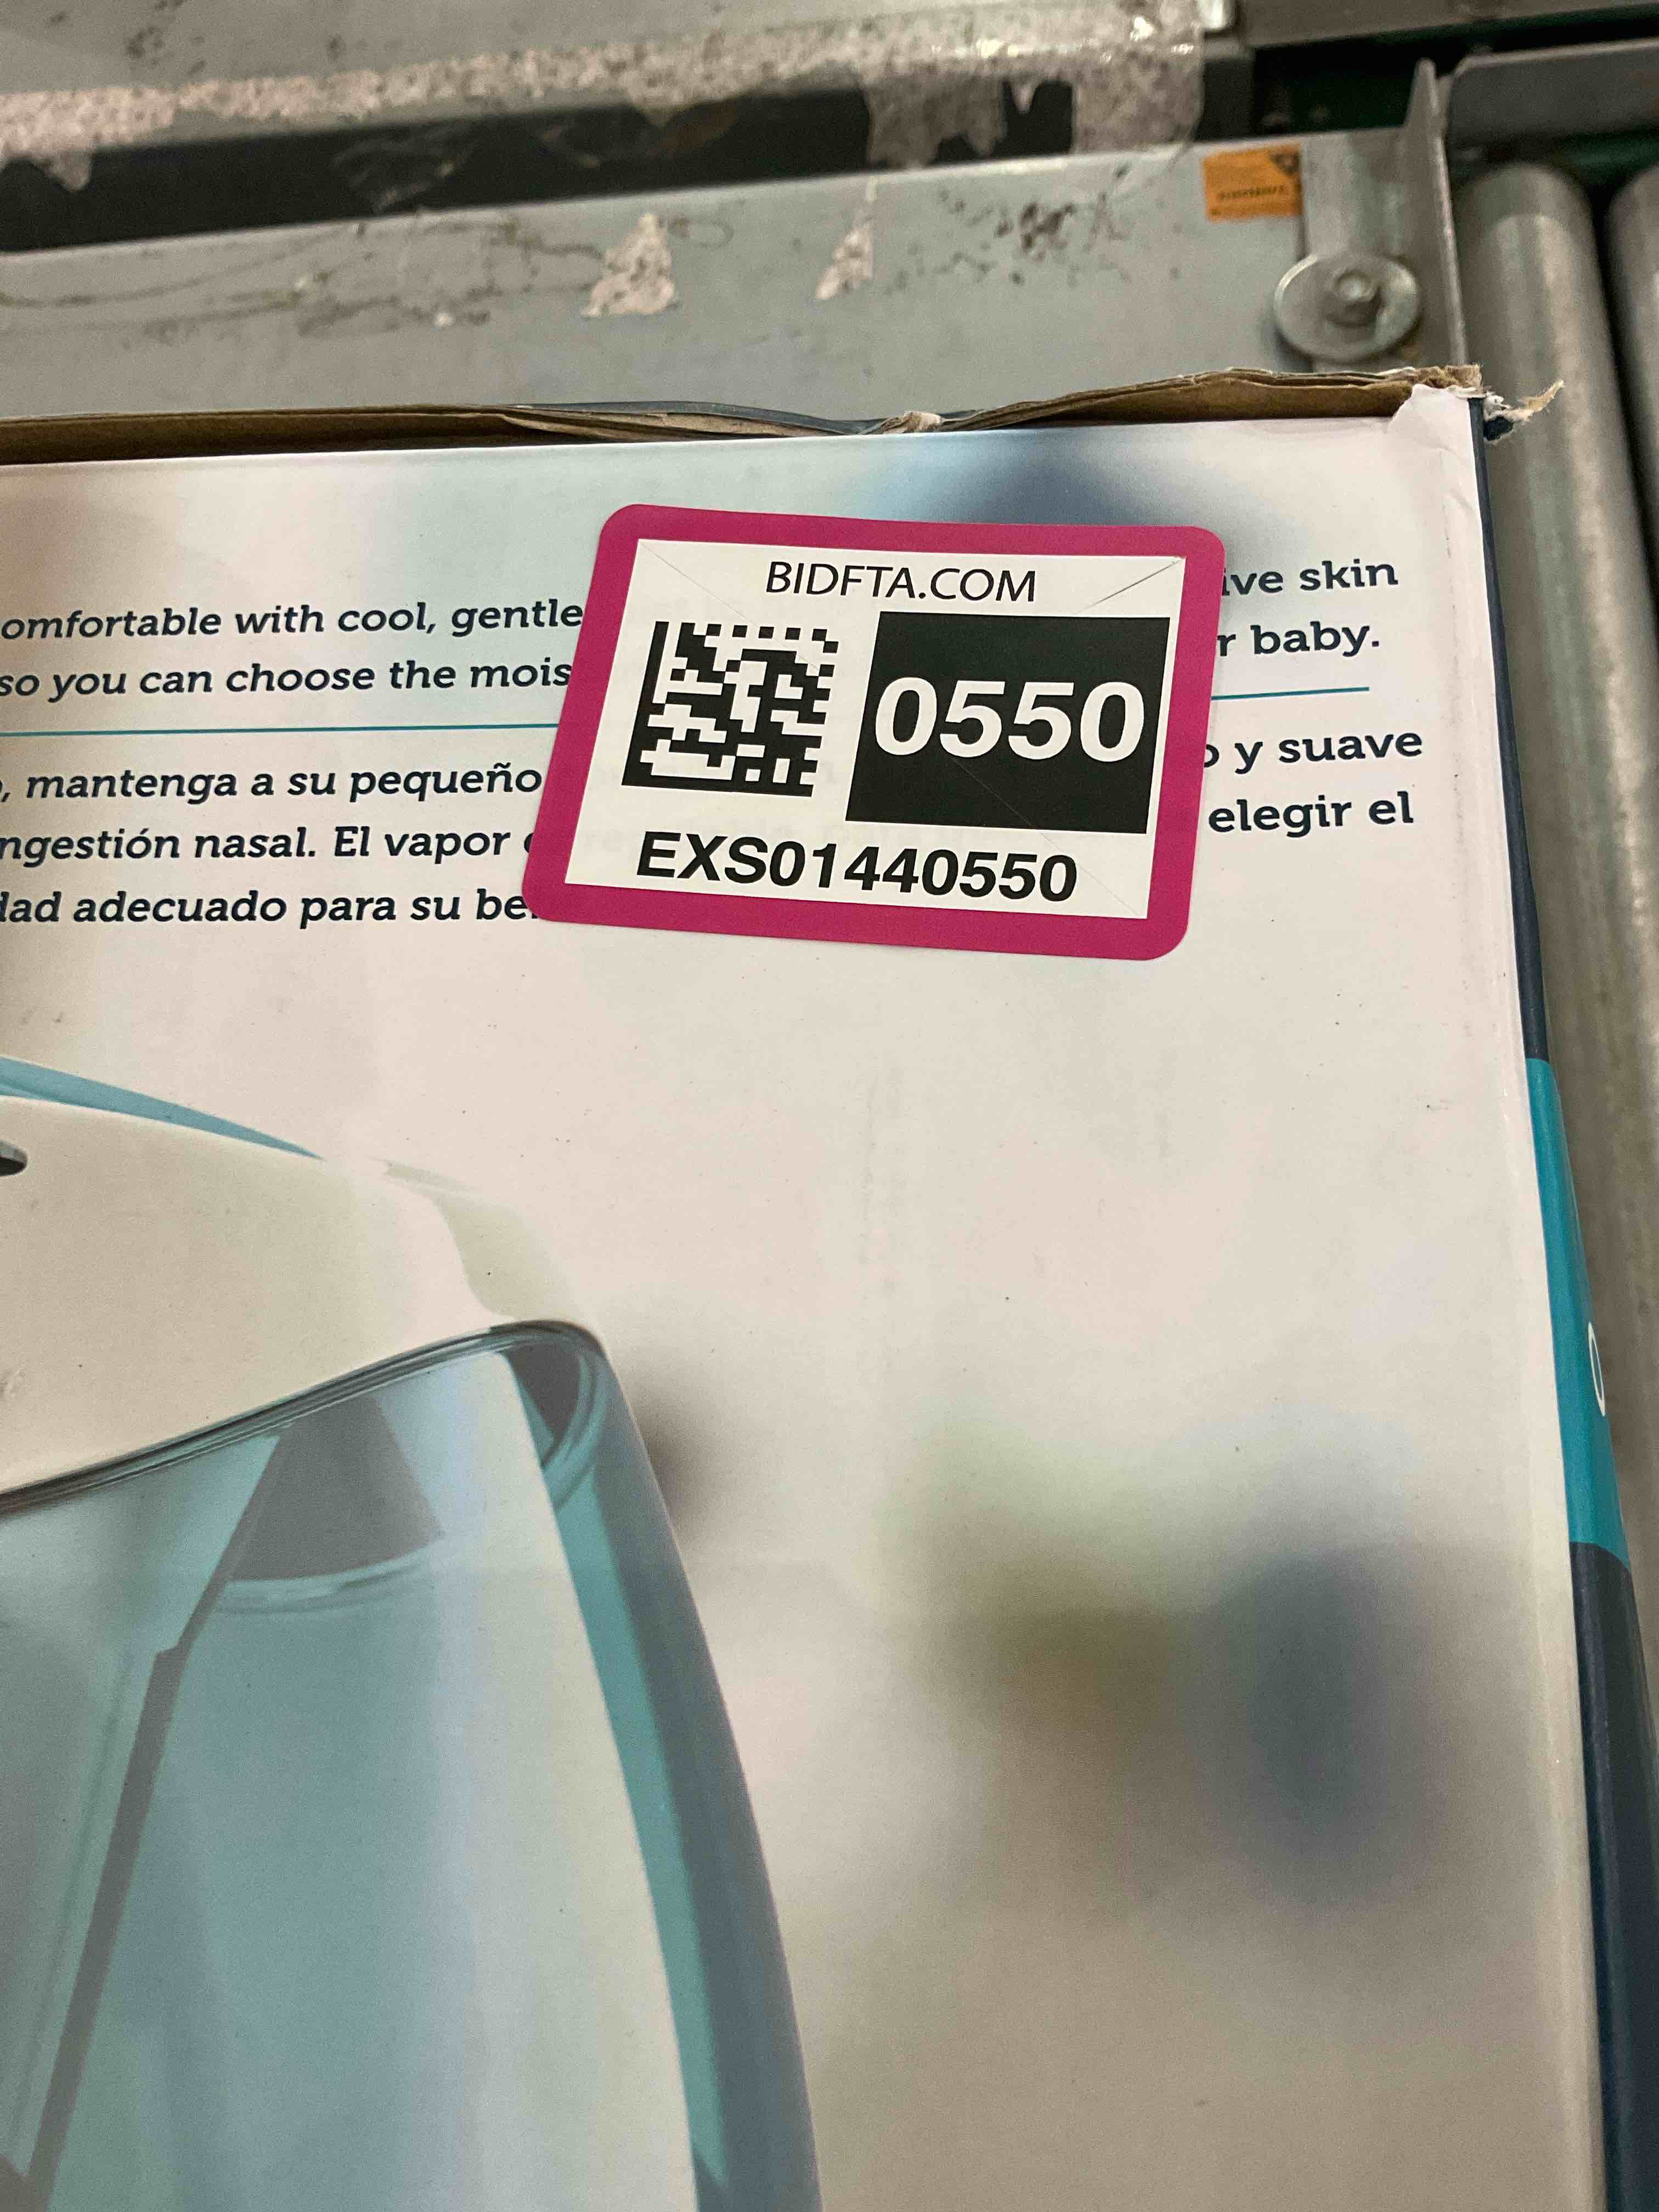 omfortable with cool, gentle
ive skin
so you can choose the mois
r baby.
mantenga a su pequeño
y suave
ngestión nasal. El vapor
elegir el
dad adecuado para su be
BIDFTA.COM
0550
EXS01440550